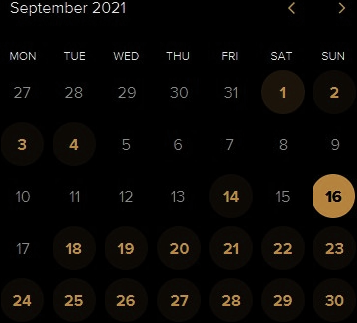 September 2021
MON TUE WED THU FRI SAT SUN
27 28 29 30 31 1 2
3 4 5 6 7 8 9
10 11 12 13 14 15 16
17 18 19 20 21 22 23
24 25 26 27 28 29 30